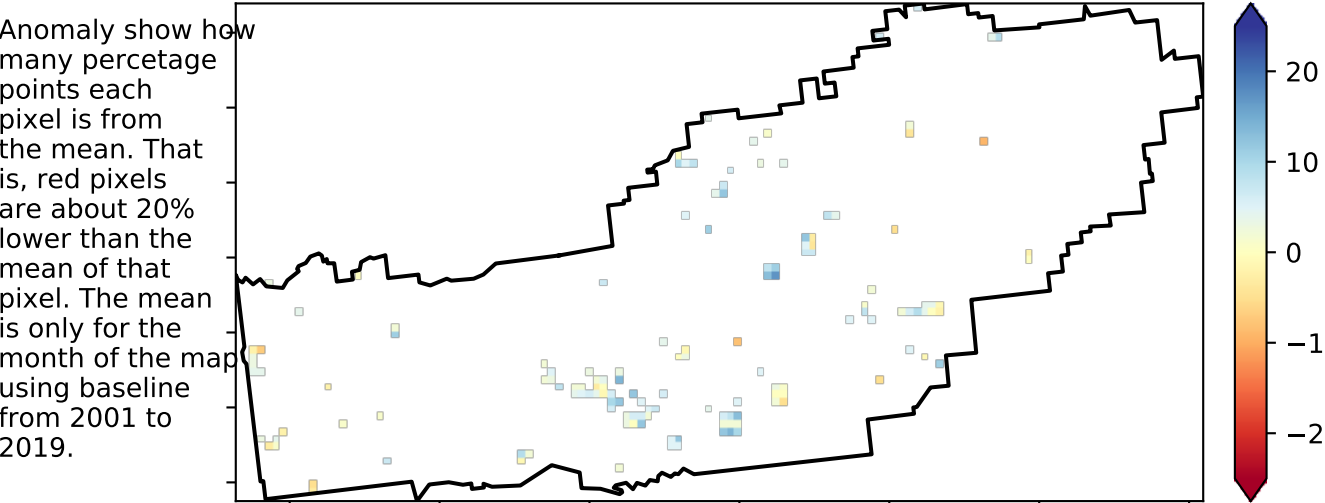 Anomaly show how
many percetage
points each
pixel is from
the mean. That
is, red pixels
are about 20%
lower than the
mean of that
pixel. The mean
is only for the
month of the map
using baseline
from 2001 to
2019.
20
10
0
−1
−2